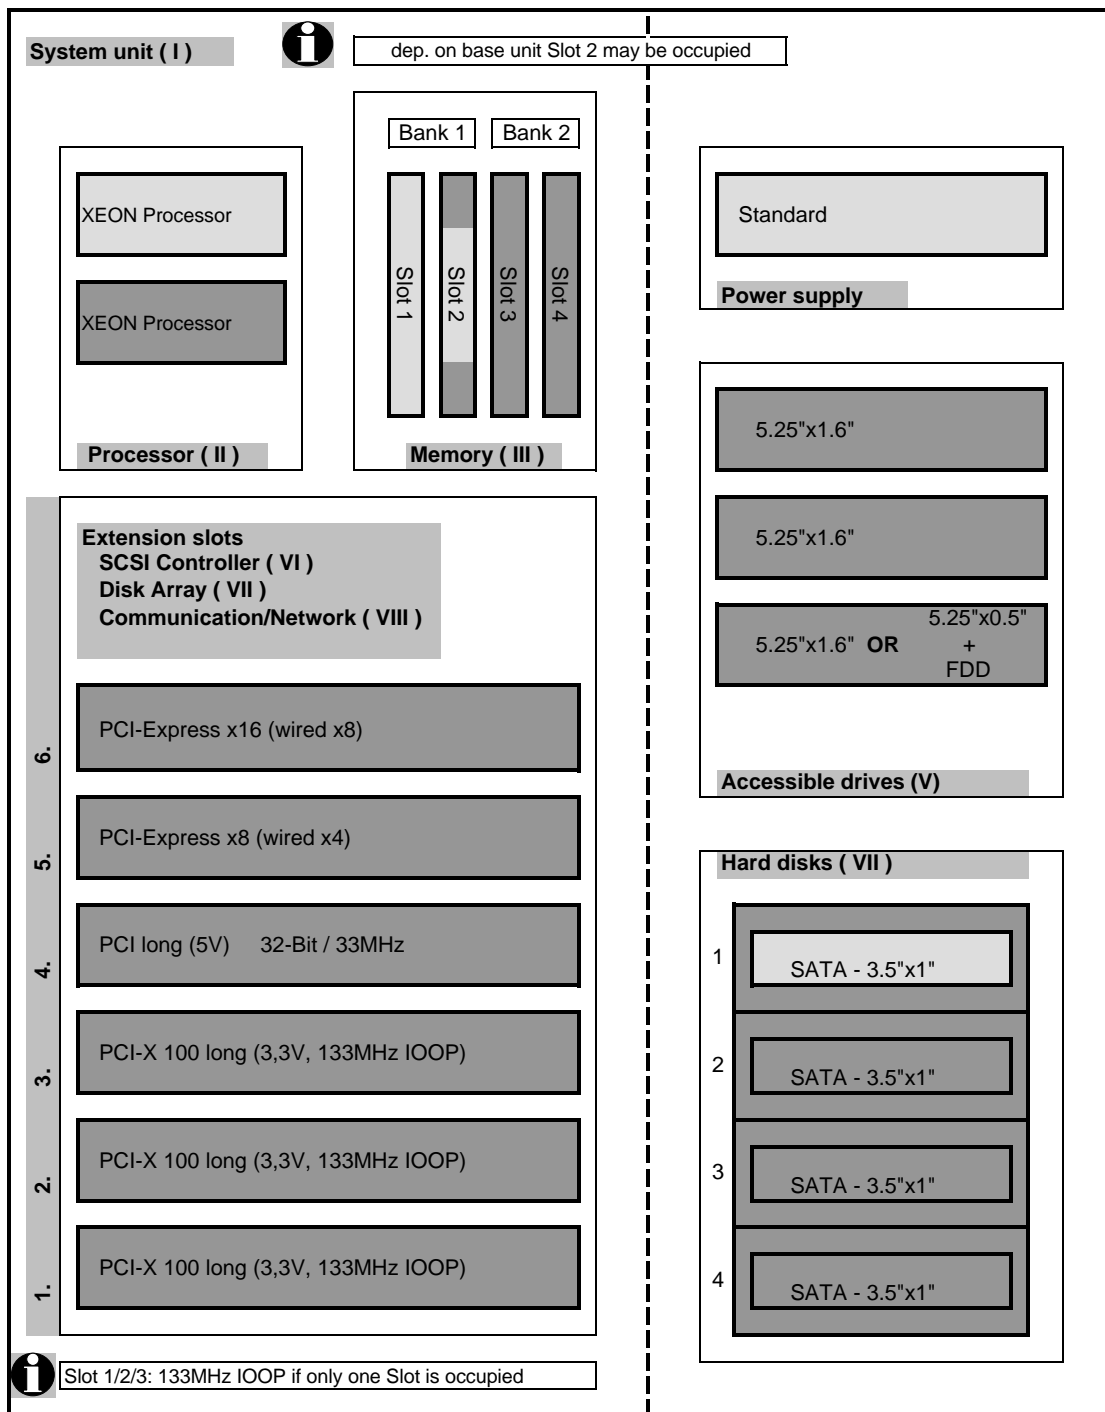 System unit ( I )
dep. on base unit Slot 2 may be occupied
Bank 1
Bank 2
XEON Processor
XEON Processor
Slot 1
Slot 2
Slot 3
Slot 4
Processor ( II )
Memory ( III )
Standard
Power supply
5.25"x1.6"
5.25"x1.6"
5.25"x1.6" OR
5.25"x0.5"
+
FDD
Accessible drives (V)
Extension slots
SCSI Controller ( VI )
Disk Array ( VII )
Communication/Network ( VIII )
6.
PCI-Express x16 (wired x8)
5.
PCI-Express x8 (wired x4)
4.
PCI long (5V) 32-Bit / 33MHz
3.
PCI-X 100 long (3,3V, 133MHz IOOP)
2.
PCI-X 100 long (3,3V, 133MHz IOOP)
1.
PCI-X 100 long (3,3V, 133MHz IOOP)
Hard disks ( VII )
1
SATA - 3.5"x1"
2
SATA - 3.5"x1"
3
SATA - 3.5"x1"
4
SATA - 3.5"x1"
i
Slot 1/2/3: 133MHz IOOP if only one Slot is occupied